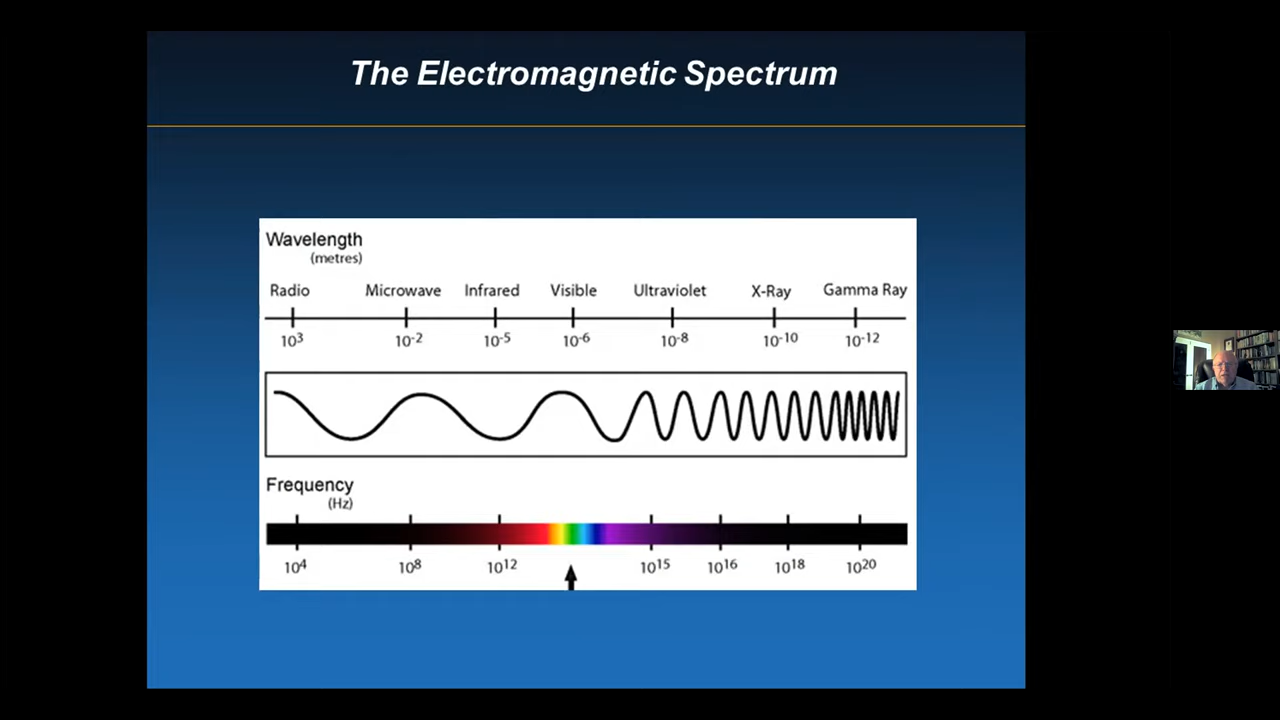 The Electromagnetic Spectrum
Wavelength
(metres)
Radio Microwave Infrared Visible Ultraviolet X-Ray Gamma Ray
10³ 10⁻² 10⁻⁵ 10⁻⁶ 10⁻⁸ 10⁻¹⁰ 10⁻¹²
Frequency
(Hz)
10⁴ 10⁸ 10¹² 10¹⁵ 10¹⁶ 10¹⁸ 10²⁰